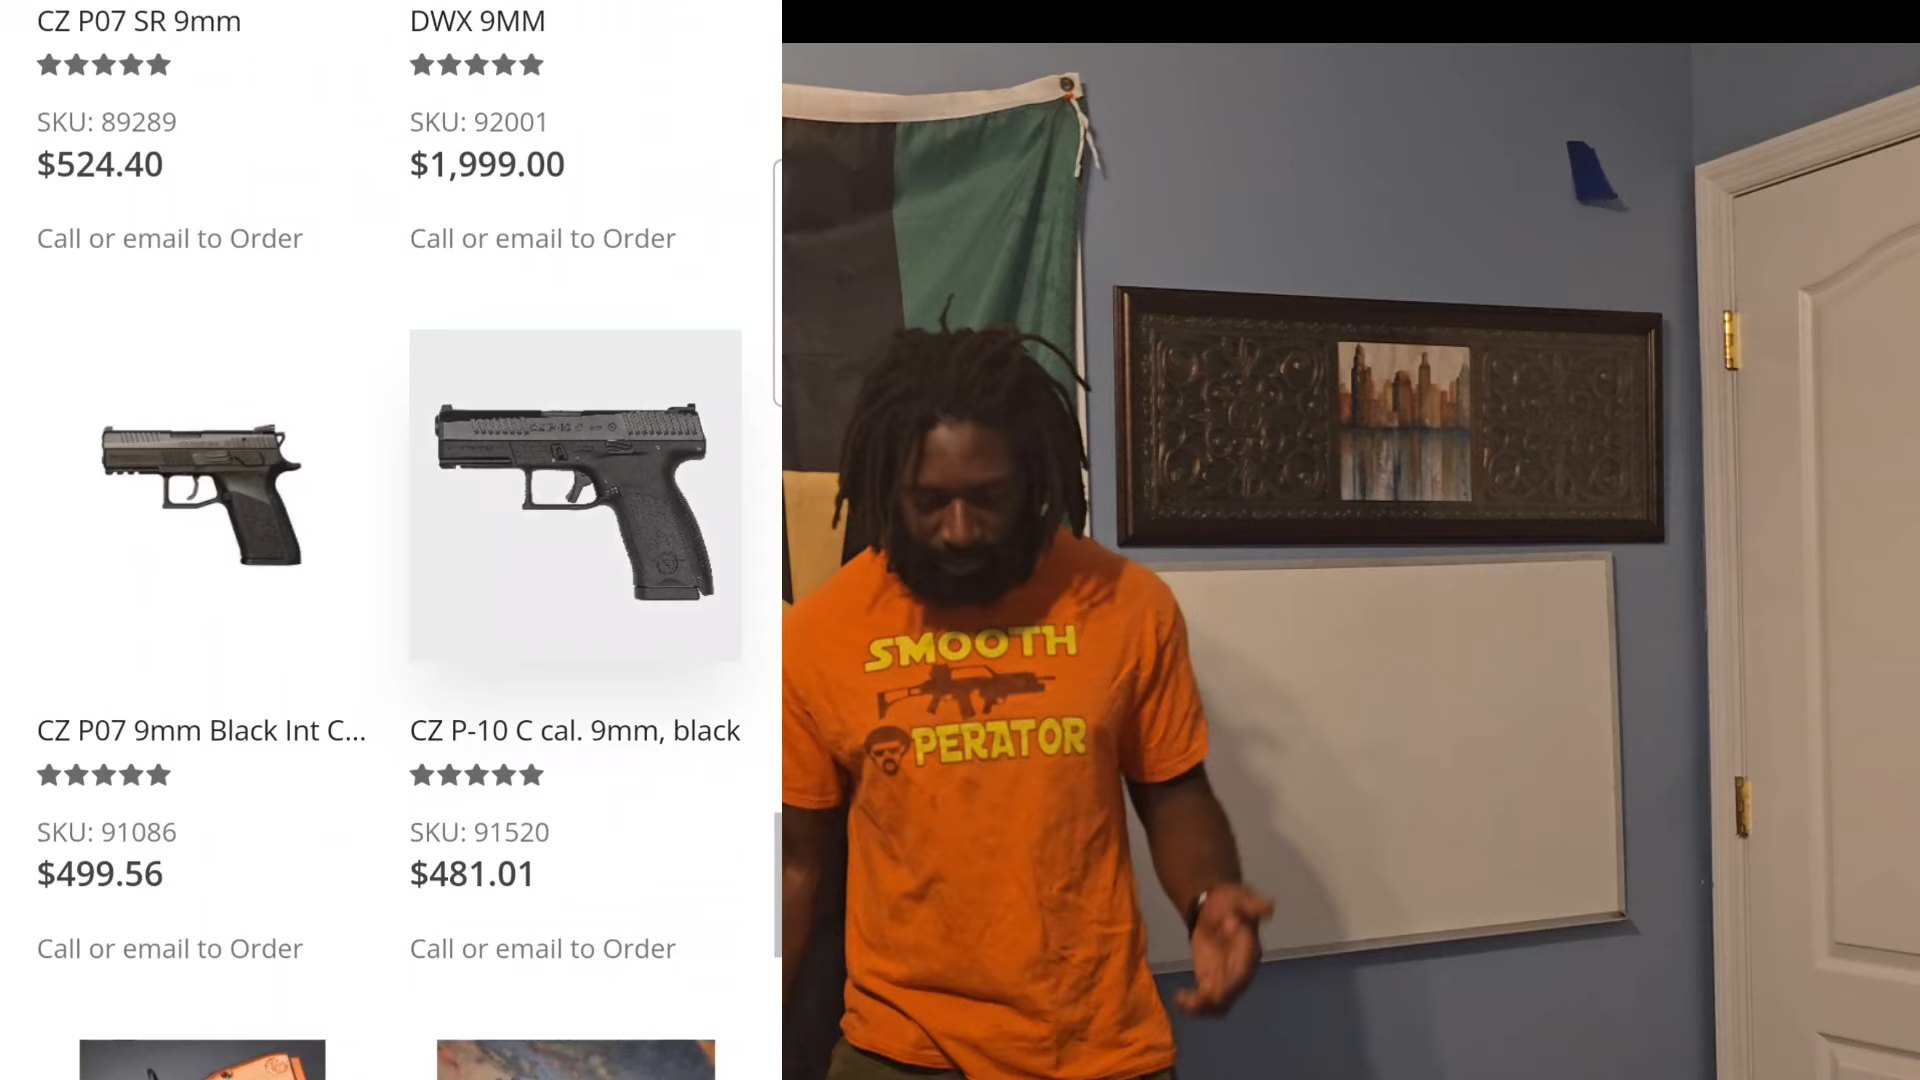 CZ P07 SR 9mm
SKU: 89289
$524.40
Call or email to Order
DWX 9MM
SKU: 92001
$1,999.00
Call or email to Order
CZ P07 9mm Black Int C...
SKU: 91086
$499.56
Call or email to Order
CZ P-10 C cal. 9mm, black
SKU: 91520
$481.01
Call or email to Order
SMOOTH
PERATOR